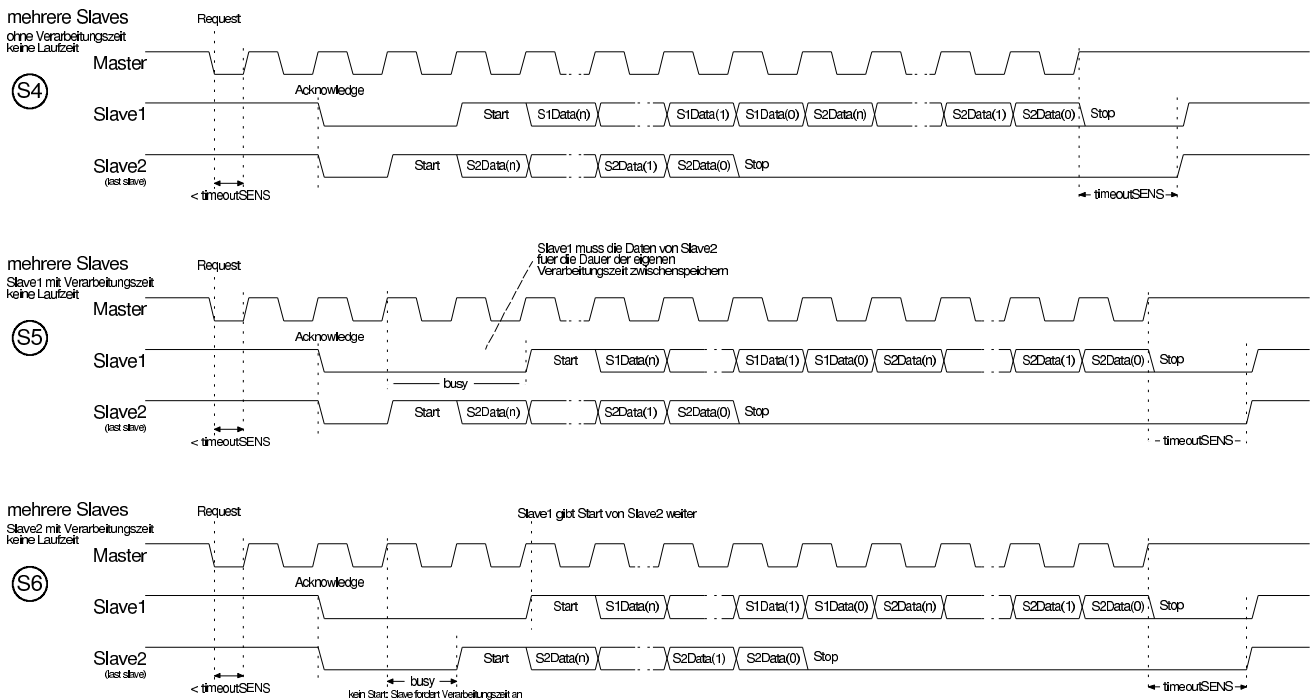 mehrere Slaves
ohne Verarbeitungszeit
keine Laufzeit
Request
Master
S4
Acknowledge
Slave1
Start
S1Data(n)
S1Data(1)
S1Data(0)
S2Data(n)
S2Data(1)
S2Data(0)
Stop
Slave2
(last slave)
Start
S2Data(n)
S2Data(1)
S2Data(0)
Stop
< timeoutSENS
timeoutSENS
Slave1 muss die Daten von Slave2
fuer die Dauer der eigenen
Verarbeitungszeit zwischenspeichern
mehrere Slaves
Slave1 mit Verarbeitungszeit
keine Laufzeit
Request
Master
S5
Acknowledge
Slave1
Start
S1Data(n)
S1Data(1)
S1Data(0)
S2Data(n)
S2Data(1)
S2Data(0)
Stop
busy
Slave2
(last slave)
Start
S2Data(n)
S2Data(1)
S2Data(0)
Stop
< timeoutSENS
timeoutSENS
mehrere Slaves
Slave2 mit Verarbeitungszeit
keine Laufzeit
Request
Slave1 gibt Start von Slave2 weiter
Master
S6
Acknowledge
Slave1
Start
S1Data(n)
S1Data(1)
S1Data(0)
S2Data(n)
S2Data(1)
S2Data(0)
Stop
Slave2
(last slave)
Start
S2Data(n)
S2Data(1)
S2Data(0)
Stop
< timeoutSENS
busy
kein Start: Slave fordert Verarbeitungszeit an
timeoutSENS